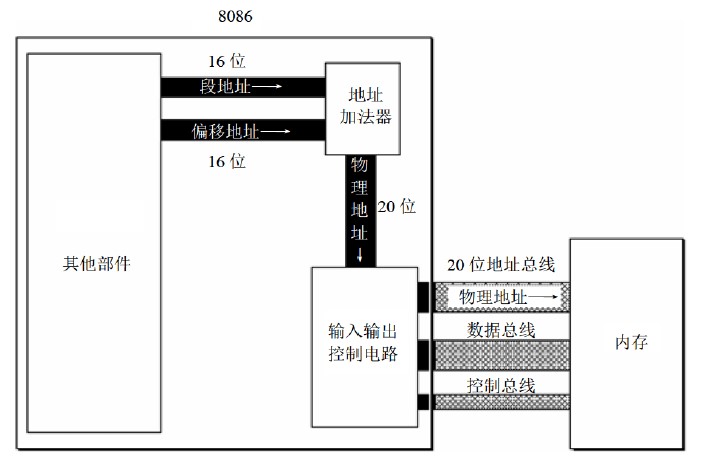 8086
16 位
段地址
偏移地址
16 位
地址
加法器
物
理
地
址
20 位
其他部件
输入输出
控制电路
20 位地址总线
物理地址
数据总线
控制总线
内存